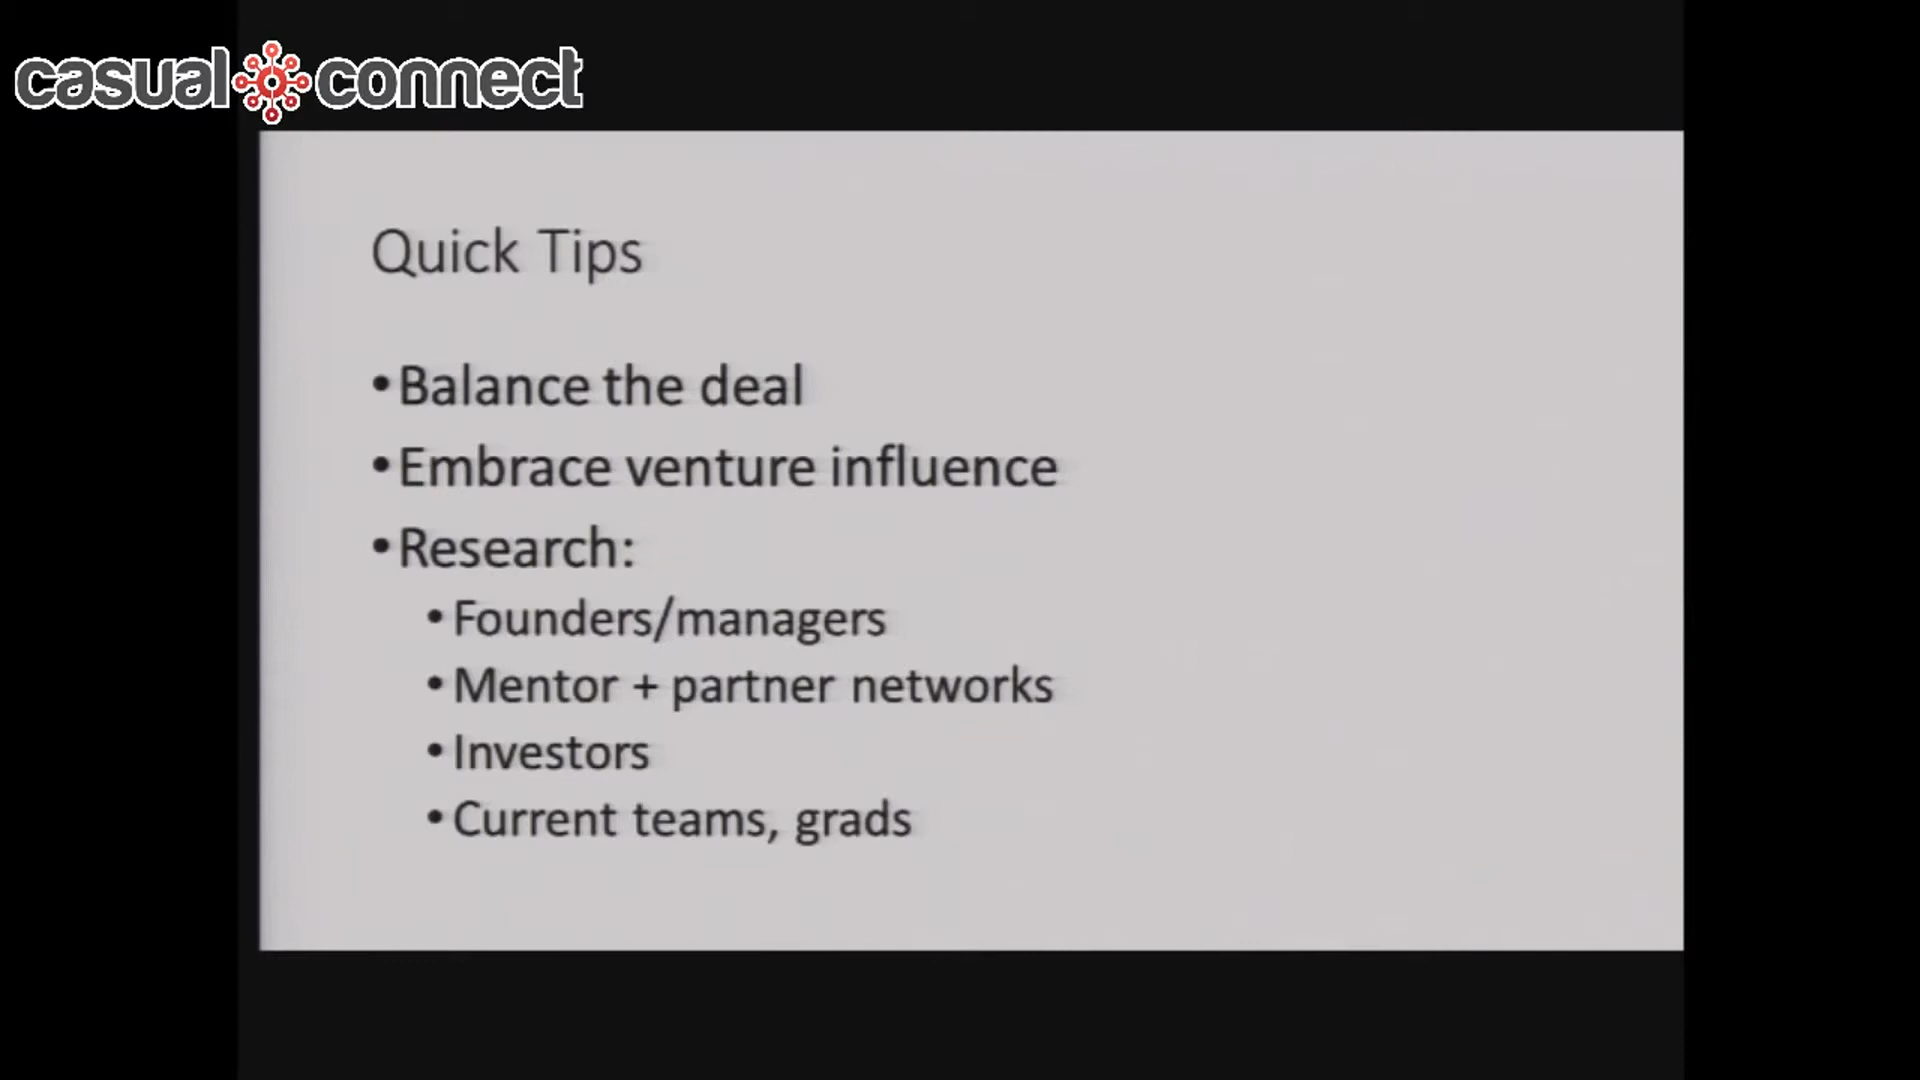 casual connect
Quick Tips
• Balance the deal
• Embrace venture influence
• Research:
• Founders/managers
• Mentor + partner networks
• Investors
• Current teams, grads